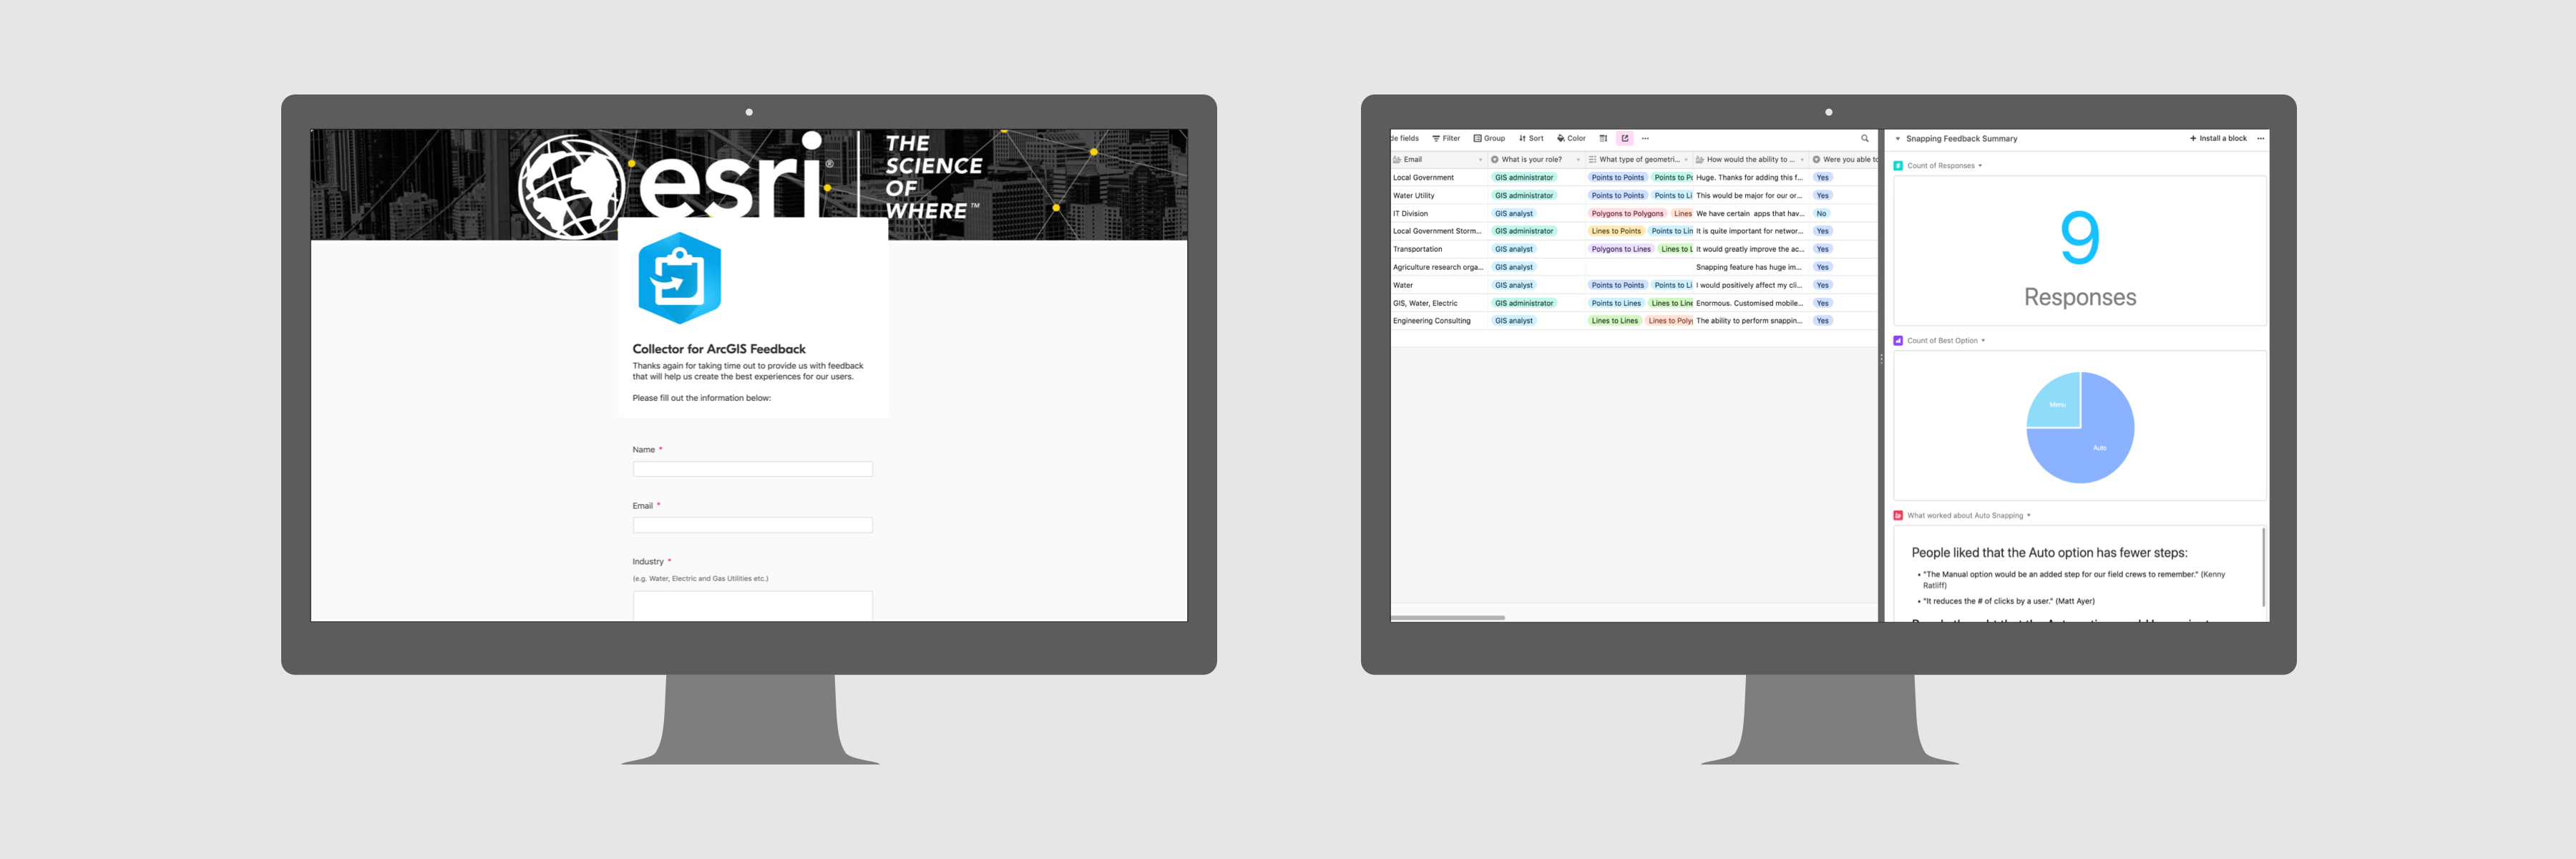 esri®
THE
SCIENCE
OF
WHERE™
Collector for ArcGIS Feedback
Thanks again for taking time out to provide us with feedback
that will help us create the best experiences for our users.
Please fill out the information below:
Name *
Email *
Industry *
(e.g. Water, Electric and Gas Utilities etc.)
de fields Filter Group Sort Color ...
Email What is your role? What type of geometri... How would the ability to ... Were you able to
Local Government GIS administrator Points to Points Points to Po Huge. Thanks for adding this f... Yes
Water Utility GIS administrator Points to Points Points to Li This would be major for our or... Yes
IT Division GIS analyst Polygons to Polygons Lines We have certain apps that hav... No
Local Government Storm... GIS administrator Lines to Points Points to Lin It is quite important for networ... Yes
Transportation GIS analyst Polygons to Lines Lines to L It would greatly improve the ac... Yes
Agriculture research orga... GIS analyst Snapping feature has huge im... Yes
Water GIS analyst Points to Points Points to Li I would positively affect my cli... Yes
GIS, Water, Electric GIS administrator Points to Lines Lines to Line Enormous. Customised mobile... Yes
Engineering Consulting GIS analyst Lines to Lines Lines to Poly The ability to perform snappin... Yes
Snapping Feedback Summary + Install a block ...
Count of Responses
9
Responses
Count of Best Option
Menu
Auto
What worked about Auto Snapping
People liked that the Auto option has fewer steps:
• "The Manual option would be an added step for our field crews to remember." (Kenny
Ratliff)
• "It reduces the # of clicks by a user." (Matt Ayer)